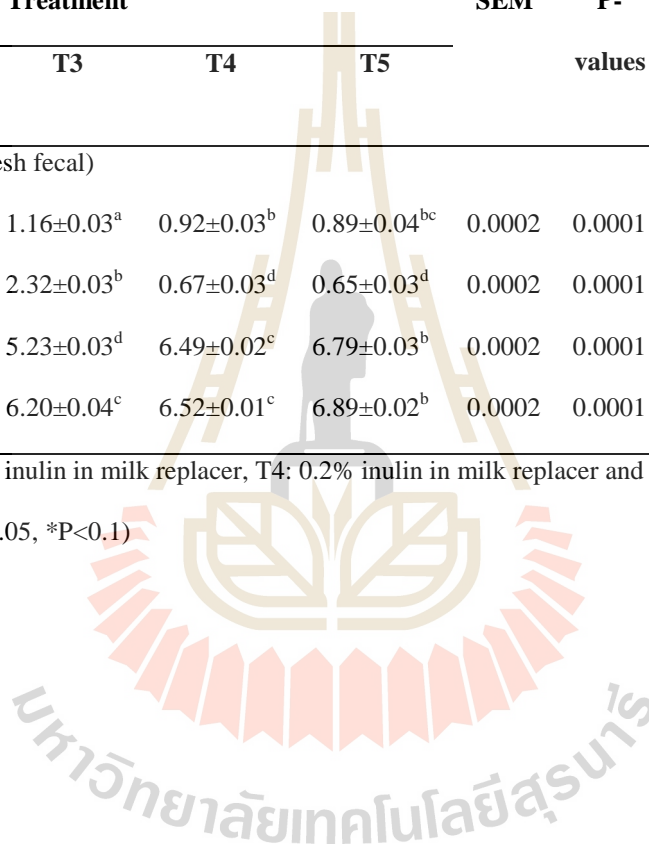 Treatment SEM P-
T3 T4 T5 values
esh fecal)
1.16±0.03ᵃ 0.92±0.03ᵇ 0.89±0.04ᵇᶜ 0.0002 0.0001
2.32±0.03ᵇ 0.67±0.03ᵈ 0.65±0.03ᵈ 0.0002 0.0001
5.23±0.03ᵈ 6.49±0.02ᶜ 6.79±0.03ᵇ 0.0002 0.0001
6.20±0.04ᶜ 6.52±0.01ᶜ 6.89±0.02ᵇ 0.0002 0.0001
inulin in milk replacer, T4: 0.2% inulin in milk replacer and
.05, *P<0.1)
มหาวิทยาลัยเทคโนโลยีสุรนารี